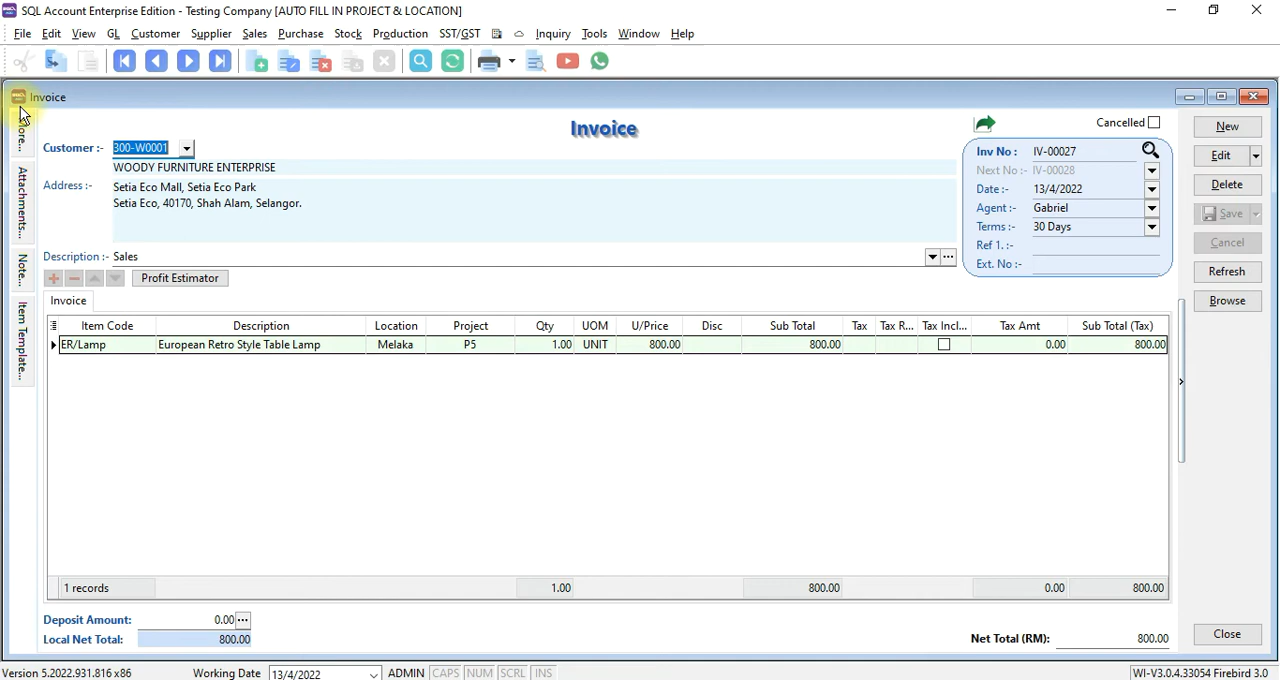 SQL Account Enterprise Edition - Testing Company [AUTO FILL IN PROJECT & LOCATION]
File Edit View GL Customer Supplier Sales Purchase Stock Production SST/GST Inquiry Tools Window Help
Invoice
Invoice
Cancelled
New
Customer :- 300-W0001
Inv No : IV-00027
Edit
WOODY FURNITURE ENTERPRISE
Next No :- IV-00028
Address :- Setia Eco Mall, Setia Eco Park
Date :- 13/4/2022
Delete
Setia Eco, 40170, Shah Alam, Selangor.
Agent :- Gabriel
Save
Terms :- 30 Days
Ref 1. :-
Cancel
Description :- Sales
Ext. No :-
Profit Estimator
Refresh
Invoice
Browse
Attachments...
Note...
Item Template...
Item Code Description Location Project Qty UOM U/Price Disc Sub Total Tax Tax R... Tax Incl... Tax Amt Sub Total (Tax)
ER/Lamp European Retro Style Table Lamp Melaka P5 1.00 UNIT 800.00 800.00 0.00 800.00
1 records 1.00 800.00 0.00 800.00
Deposit Amount: 0.00
Local Net Total: 800.00
Net Total (RM): 800.00
Close
Version 5.2022.931.816 x86 Working Date 13/4/2022 ADMIN CAPS NUM SCRL INS WI-V3.0.4.33054 Firebird 3.0